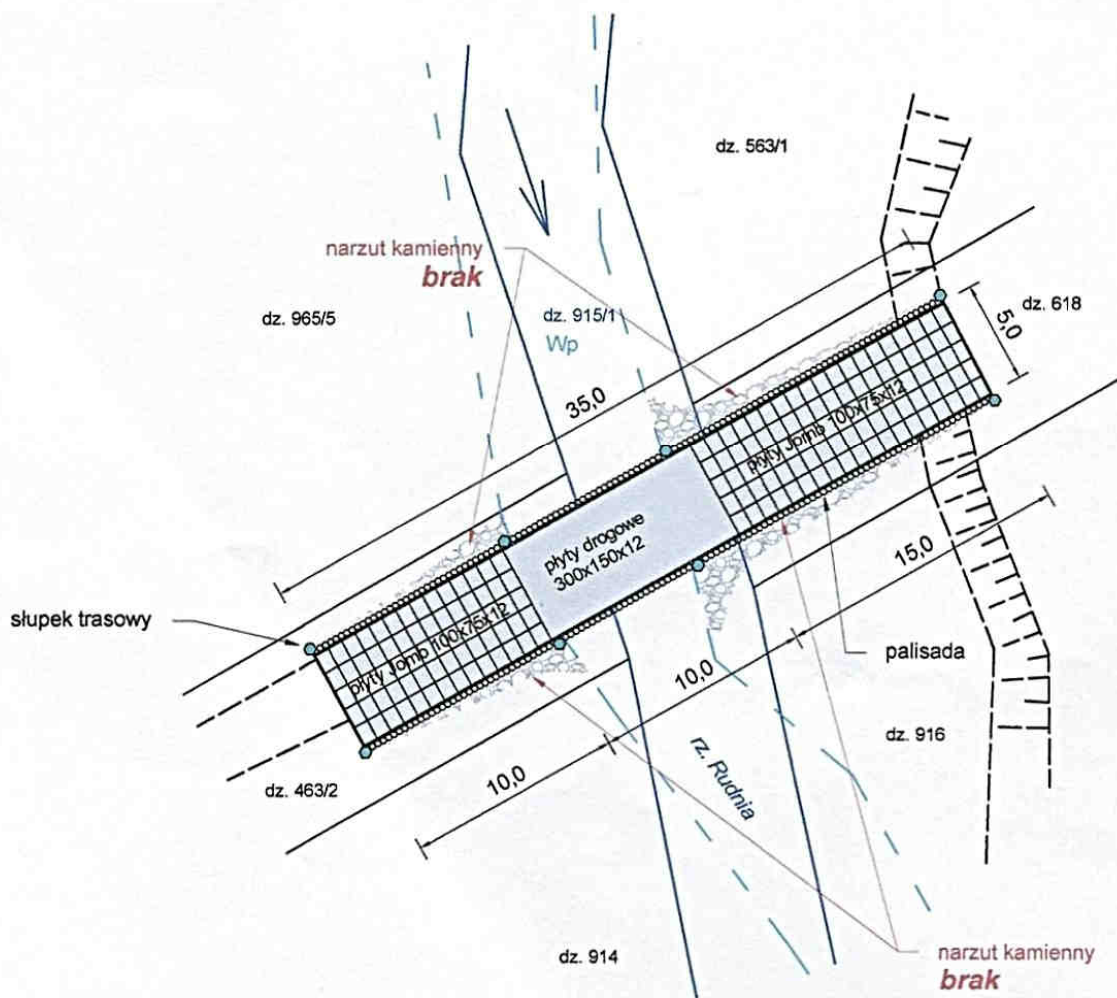 dz. 563/1
narzut kamienny
brak
dz. 965/5
dz. 915/1
Wp
dz. 618
5,0
35,0
płyty Jomb 100x75x12
płyty drogowe
300x150x12
15,0
słupek trasowy
płyty Jomb 100x75x12
palisada
10,0
dz. 916
dz. 463/2
10,0
rz. Rudnia
dz. 914
narzut kamienny
brak